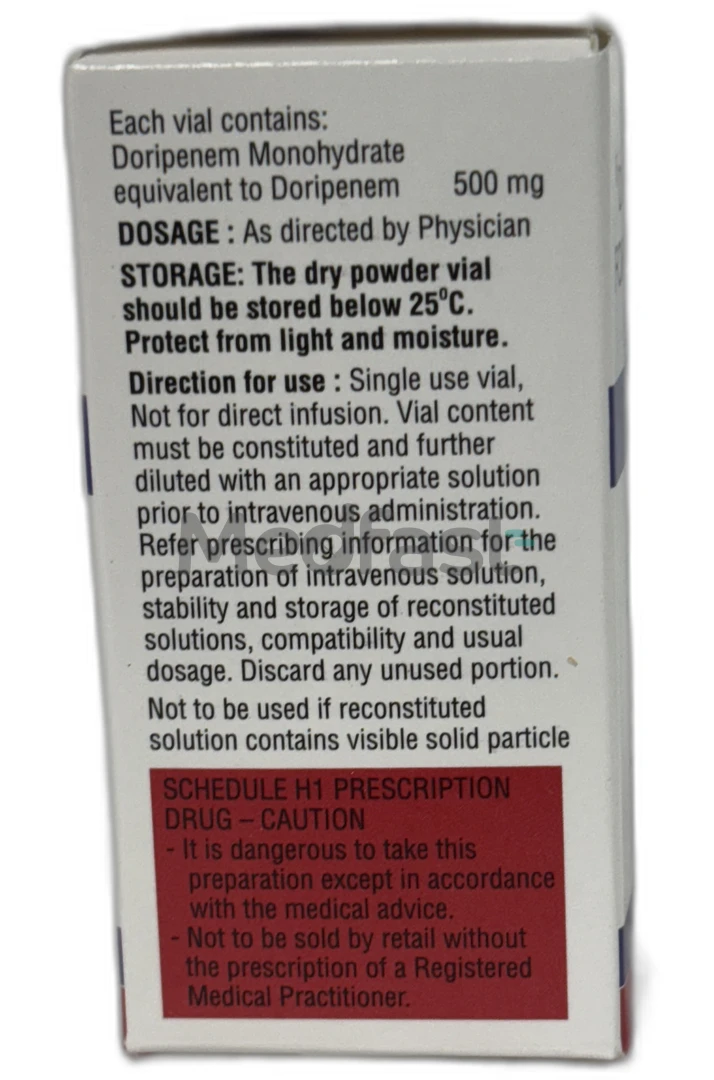 Each vial contains:
Doripenem Monohydrate
equivalent to Doripenem 500 mg
DOSAGE : As directed by Physician
STORAGE: The dry powder vial
should be stored below 25⁰C.
Protect from light and moisture.
Direction for use : Single use vial,
Not for direct infusion. Vial content
must be constituted and further
diluted with an appropriate solution
prior to intravenous administration.
Medfast
Refer prescribing information for the
preparation of intravenous solution,
stability and storage of reconstituted
solutions, compatibility and usual
dosage. Discard any unused portion.
Not to be used if reconstituted
solution contains visible solid particle
SCHEDULE H1 PRESCRIPTION
DRUG – CAUTION
- It is dangerous to take this
preparation except in accordance
with the medical advice.
- Not to be sold by retail without
the prescription of a Registered
Medical Practitioner.